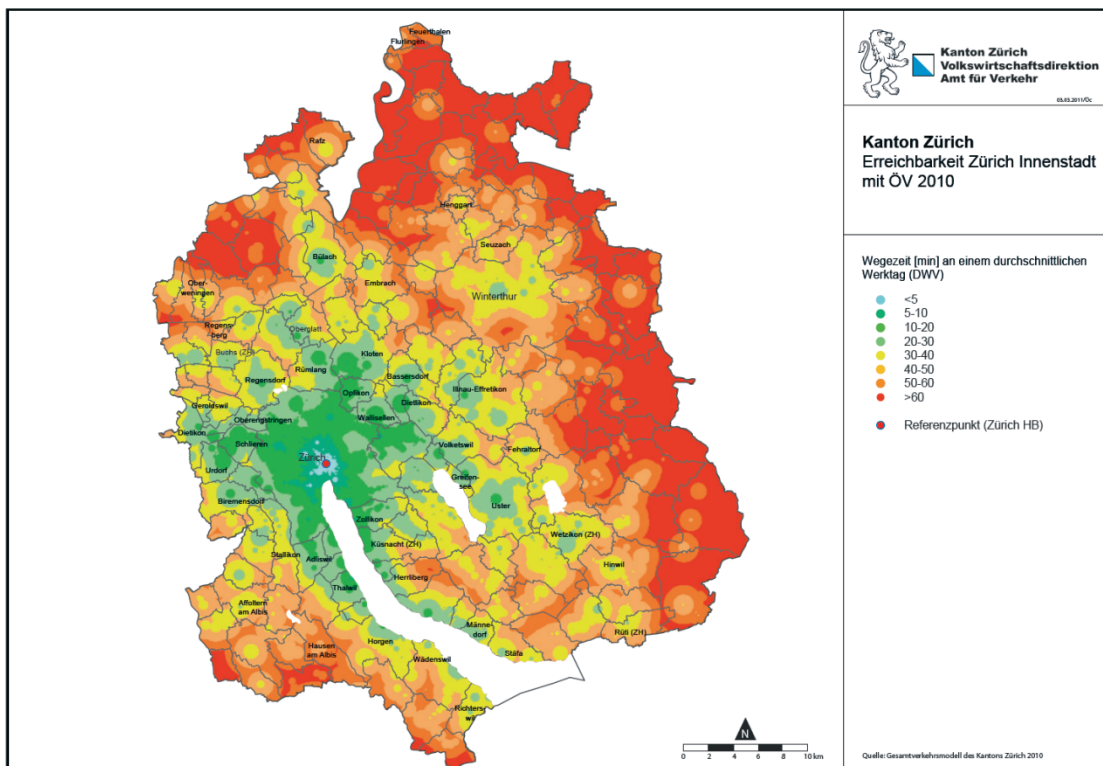 Feuerthalen
Flurlingen
Rafz
Henggart
Seuzach
Bülach
Embrach
Winterthur
Ober-
weningen
Regens-
berg
Oberglatt
Buchs (ZH)
Kloten
Rümlang
Bassersdorf
Regensdorf
Illnau-Effretikon
Opfikon
Dietlikon
Geroldswil
Oberengstringen
Wallisellen
Dietikon
Schlieren
Volketswil
Fehraltorf
Zürich
Urdorf
Greifen-
see
Uster
Birmensdorf
Zollikon
Küsnacht (ZH)
Wetzikon (ZH)
Stallikon
Adliswil
Herrliberg
Hinwil
Thalwil
Affoltern
am Albis
Männe-
dorf
Rüti (ZH)
Horgen
Hausen
am Albis
Stäfa
Wädenswil
Richters-
wil
N
0 2 4 6 8 10 km
Kanton Zürich
Volkswirtschaftsdirektion
Amt für Verkehr
03.03.2011/Oc
Kanton Zürich
Erreichbarkeit Zürich Innenstadt
mit ÖV 2010
Wegezeit [min] an einem durchschnittlichen
Werktag (DWV)
<5
5-10
10-20
20-30
30-40
40-50
50-60
>60
Referenzpunkt (Zürich HB)
Quelle: Gesamtverkehrsmodell des Kantons Zürich 2010